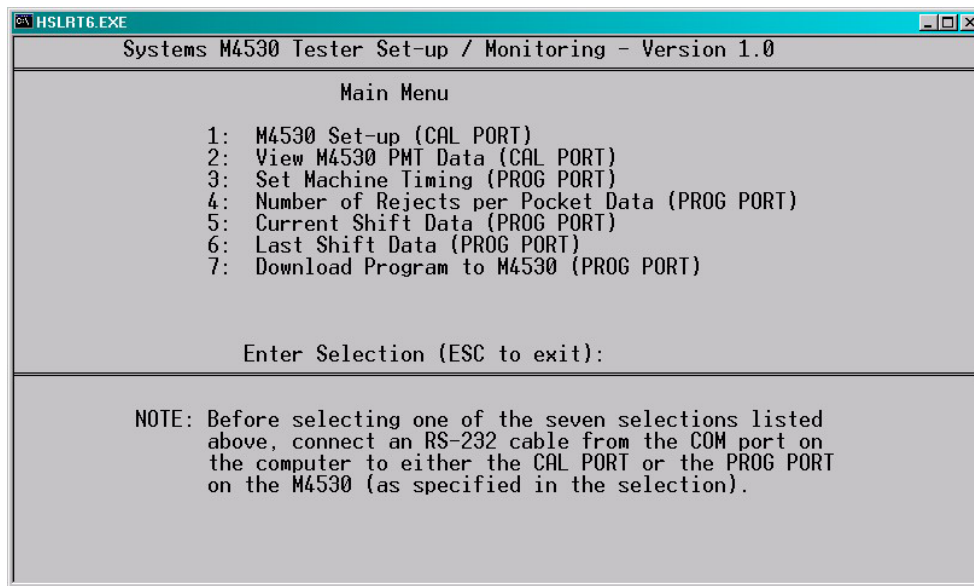 HSLRT6.EXE
Systems M4530 Tester Set-up / Monitoring - Version 1.0
Main Menu
1: M4530 Set-up (CAL PORT)
2: View M4530 PMT Data (CAL PORT)
3: Set Machine Timing (PROG PORT)
4: Number of Rejects per Pocket Data (PROG PORT)
5: Current Shift Data (PROG PORT)
6: Last Shift Data (PROG PORT)
7: Download Program to M4530 (PROG PORT)
Enter Selection (ESC to exit):
NOTE: Before selecting one of the seven selections listed
above, connect an RS-232 cable from the COM port on
the computer to either the CAL PORT or the PROG PORT
on the M4530 (as specified in the selection).